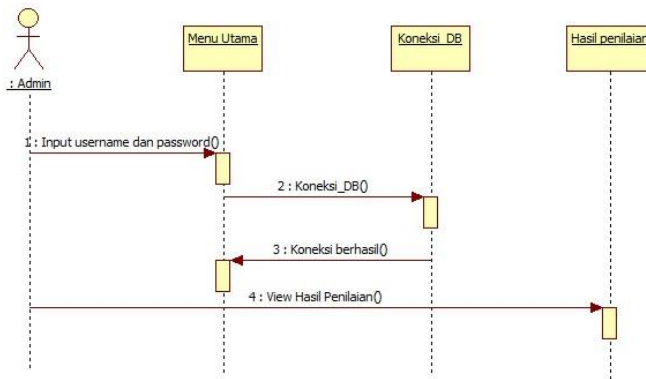 Menu Utama
Koneksi_DB
Hasil penilaian
: Admin
1 : Input username dan password()
2 : Koneksi_DB()
3 : Koneksi berhasil()
4 : View Hasil Penilaian()